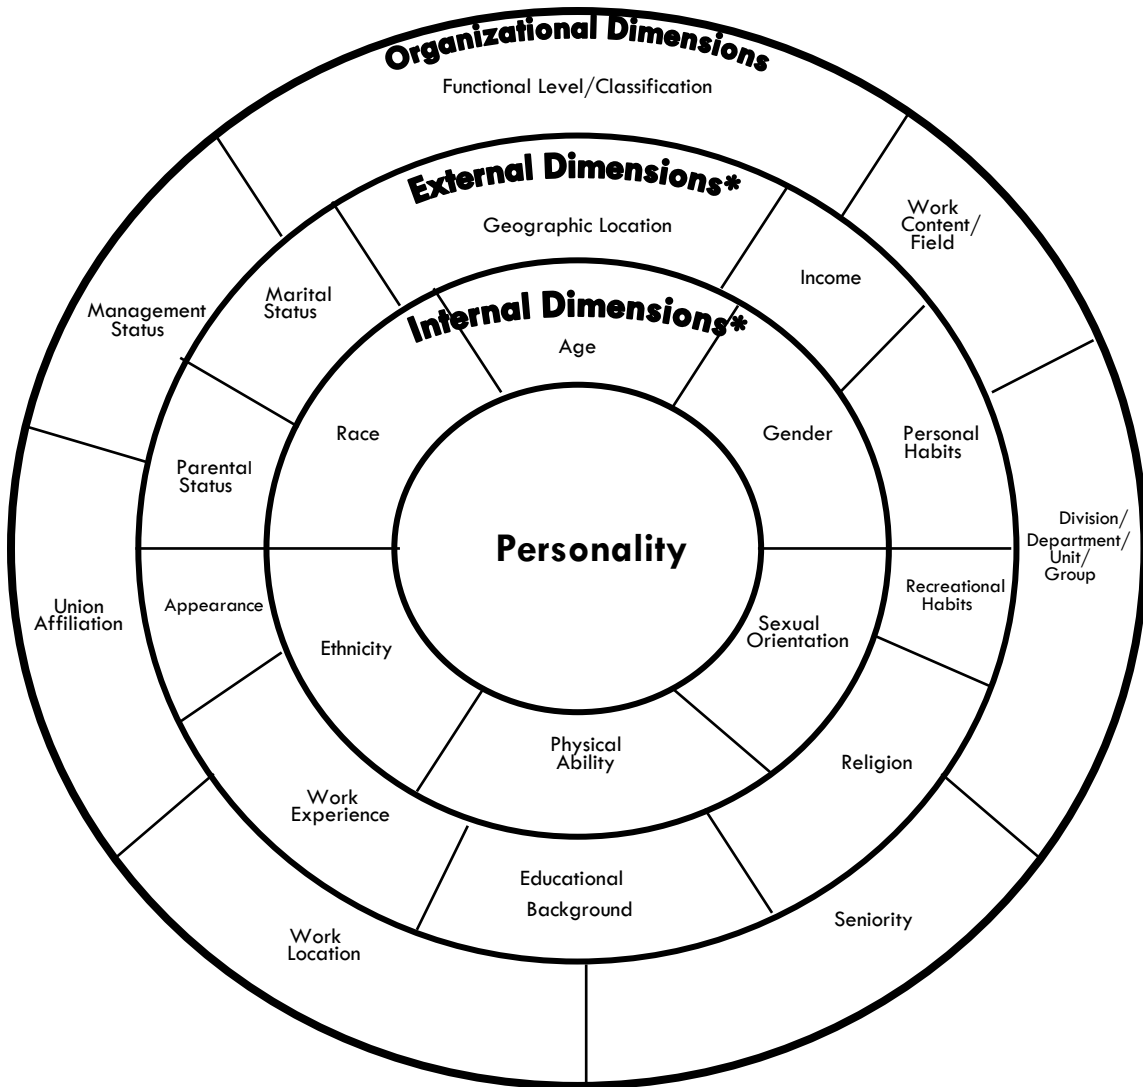 Organizational Dimensions
Functional Level/Classification
External Dimensions*
Geographic Location
Internal Dimensions*
Age
Work
Content/
Field
Income
Marital
Status
Management
Status
Race
Gender
Personal
Habits
Parental
Status
Personality
Division/
Department/
Unit/
Group
Union
Affiliation
Appearance
Recreational
Habits
Ethnicity
Sexual
Orientation
Physical
Ability
Religion
Work
Experience
Educational
Background
Seniority
Work
Location